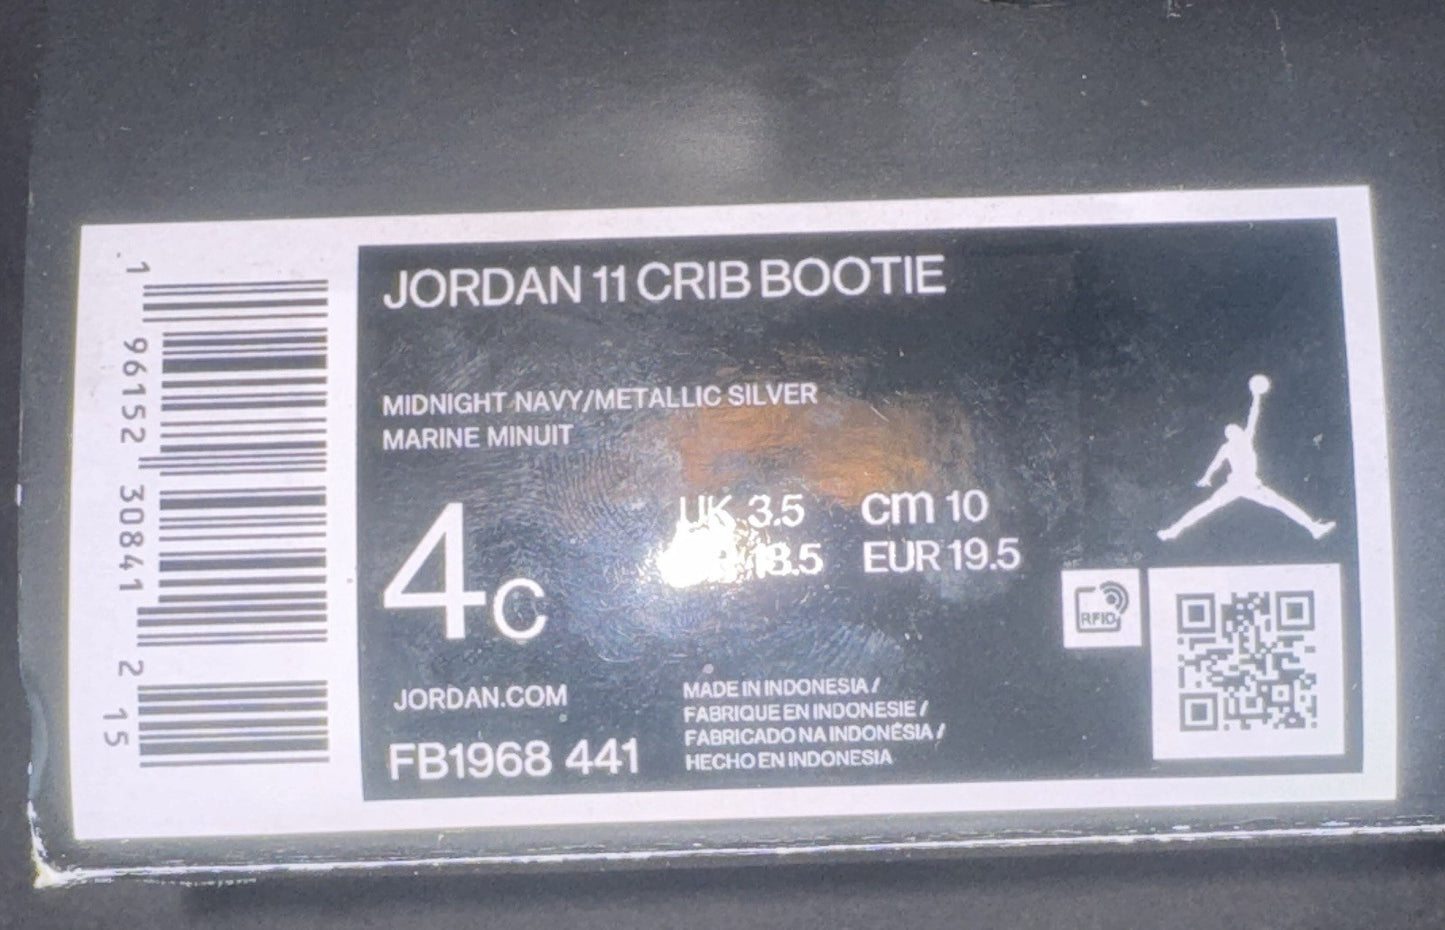 1 96152 30841 2 15
JORDAN 11 CRIB BOOTIE
MIDNIGHT NAVY/METALLIC SILVER
MARINE MINUIT
4C
UK 3.5 cm 10
18.5 EUR 19.5
RFID
JORDAN.COM
FB1968 441
MADE IN INDONESIA /
FABRIQUE EN INDONESIE /
FABRICADO NA INDONÉSIA /
HECHO EN INDONESIA